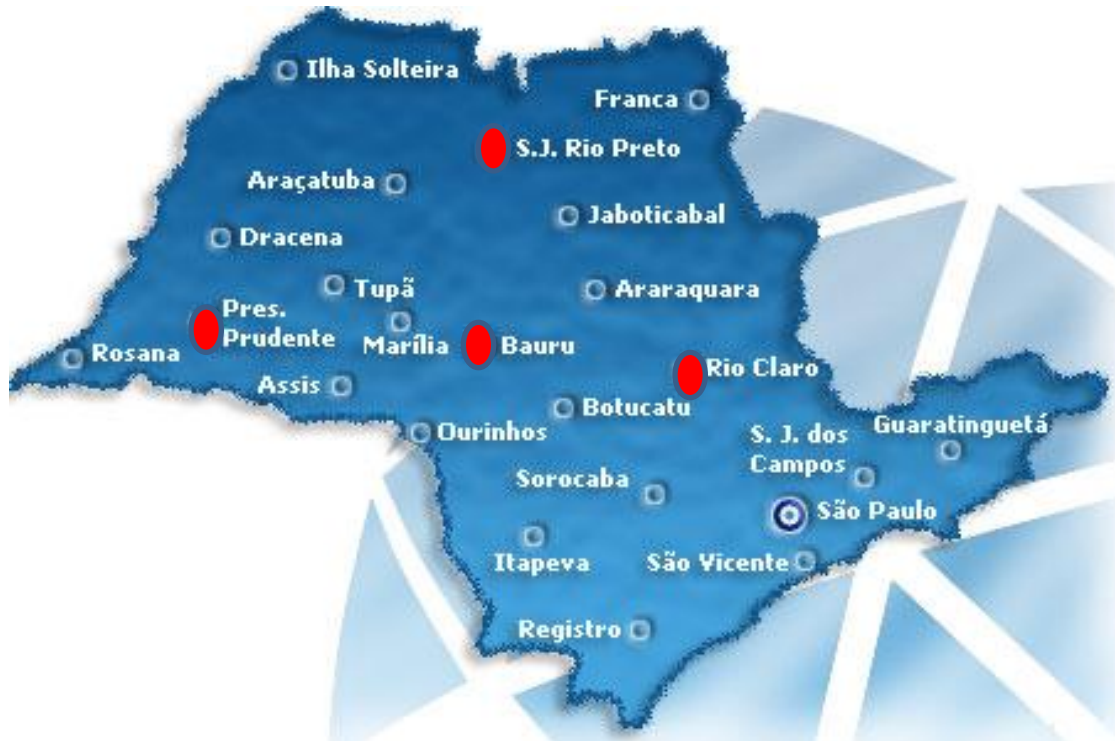 Ilha Solteira
Franca
S.J. Rio Preto
Araçatuba
Jaboticabal
Dracena
Tupã
Araraquara
Pres.
Prudente
Marília
Bauru
Rosana
Rio Claro
Assis
Botucatu
Ourinhos
S. J. dos
Campos
Guaratinguetá
Sorocaba
São Paulo
Itapeva
São Vicente
Registro